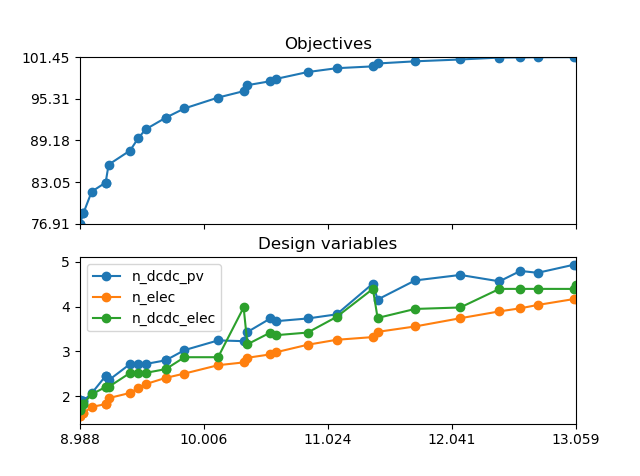 Objectives
101.45
95.31
89.18
83.05
76.91
Design variables
5
4
3
2
n_dcdc_pv
n_elec
n_dcdc_elec
8.988 10.006 11.024 12.041 13.059